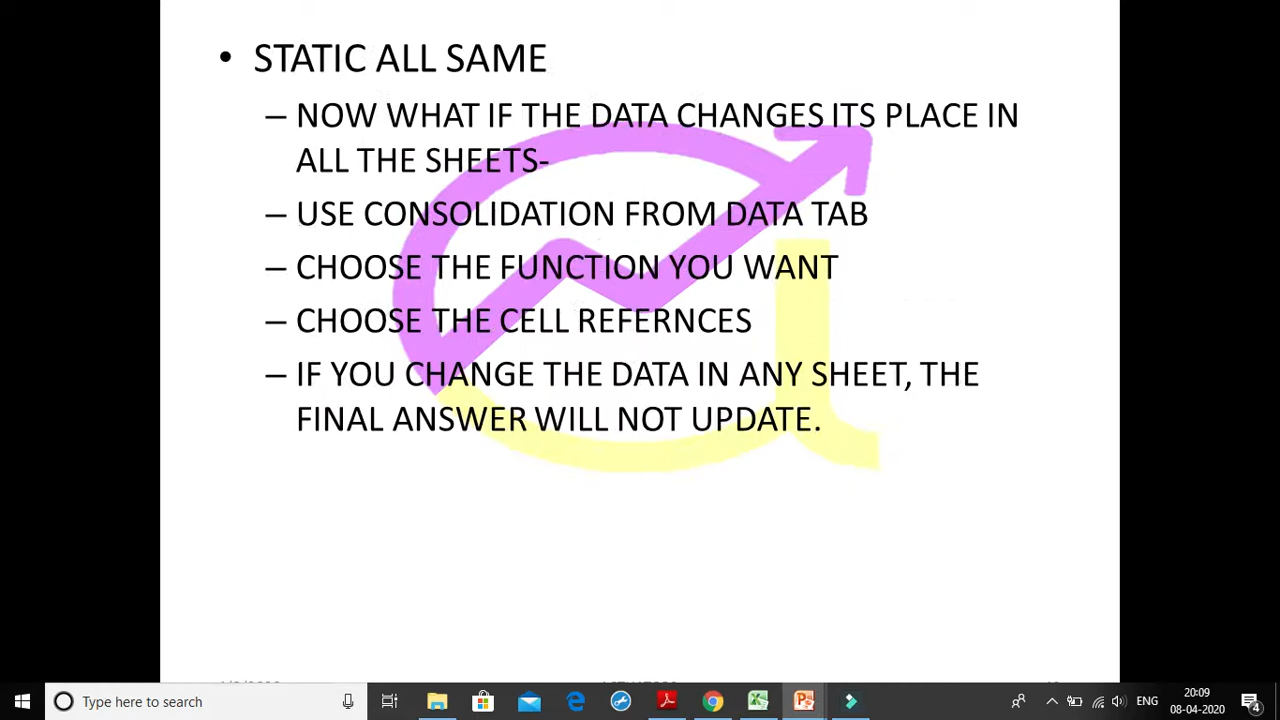 • STATIC ALL SAME
– NOW WHAT IF THE DATA CHANGES ITS PLACE IN
ALL THE SHEETS-
– USE CONSOLIDATION FROM DATA TAB
– CHOOSE THE FUNCTION YOU WANT
– CHOOSE THE CELL REFERNCES
– IF YOU CHANGE THE DATA IN ANY SHEET, THE
FINAL ANSWER WILL NOT UPDATE.
Type here to search
ENG
20:09
08-04-2020
4